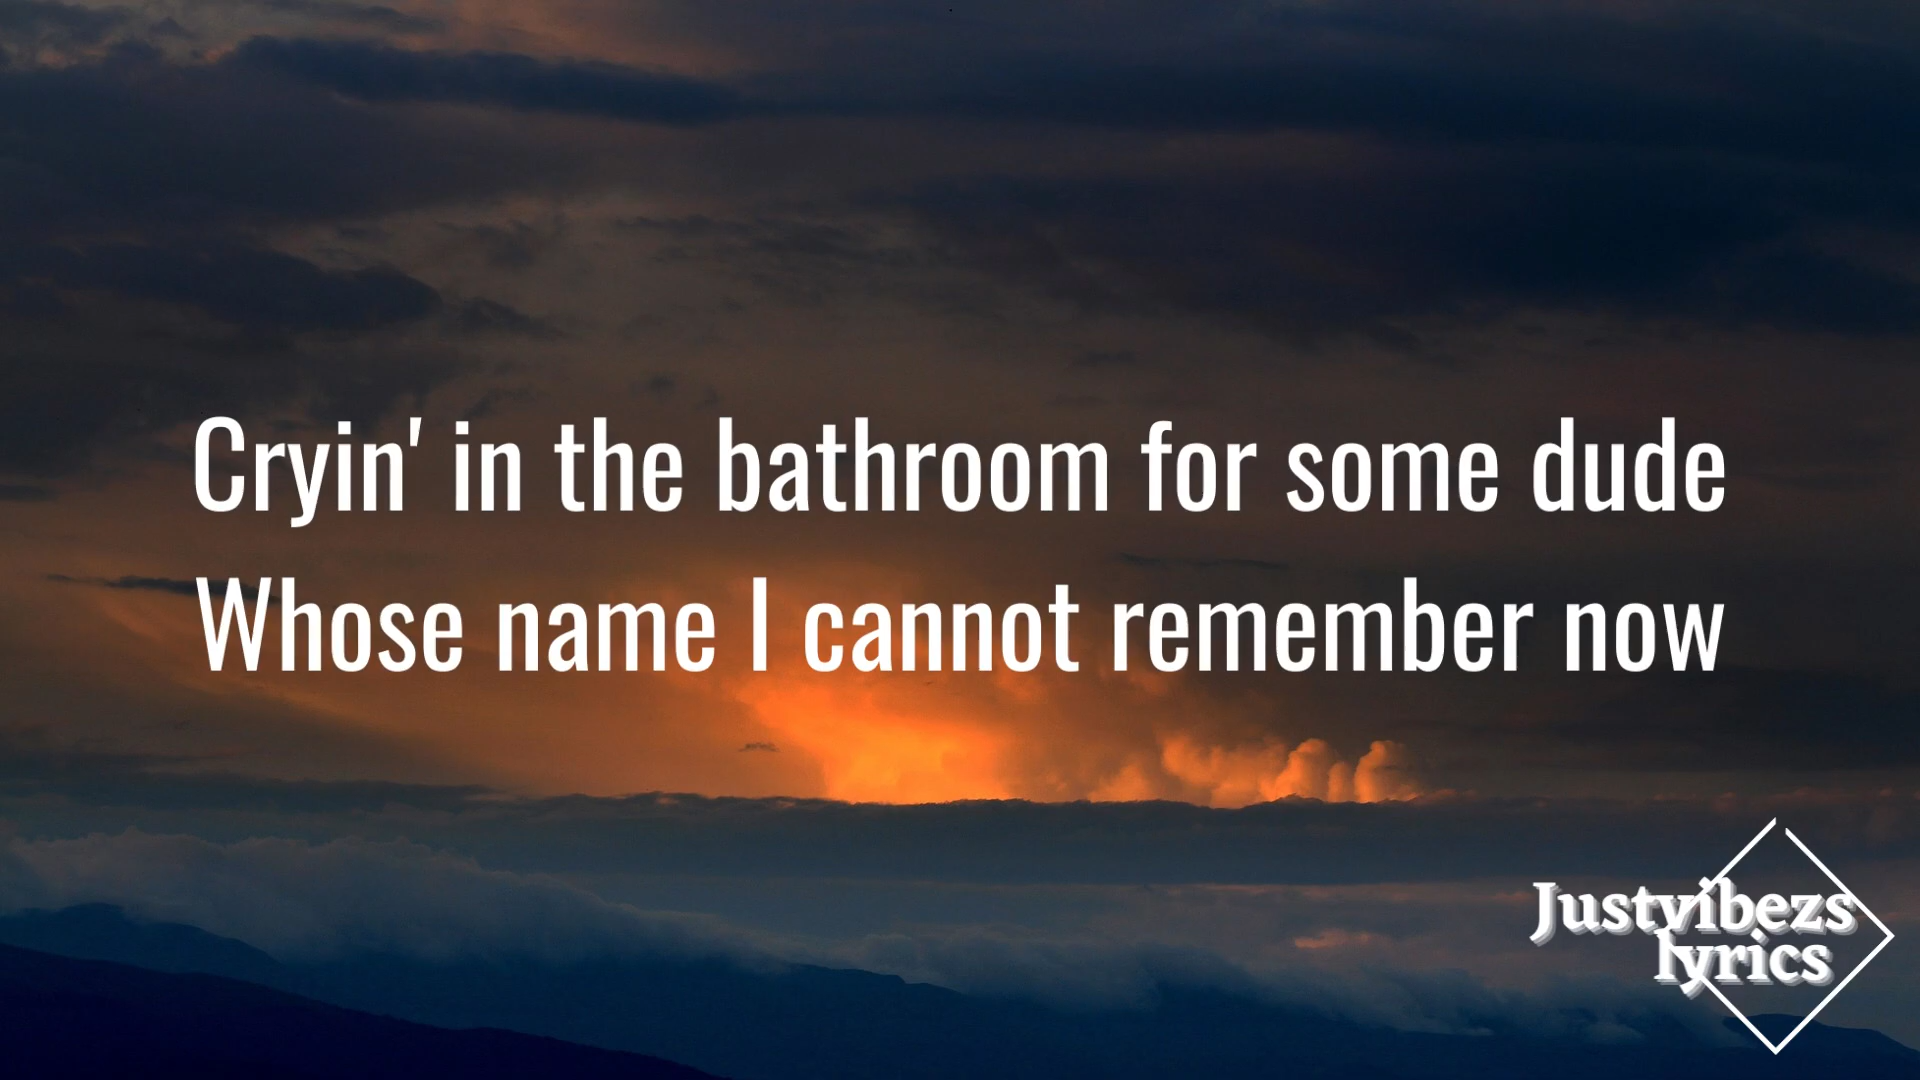 Cryin' in the bathroom for some dude
Whose name I cannot remember now
Justvibezs
lyrics